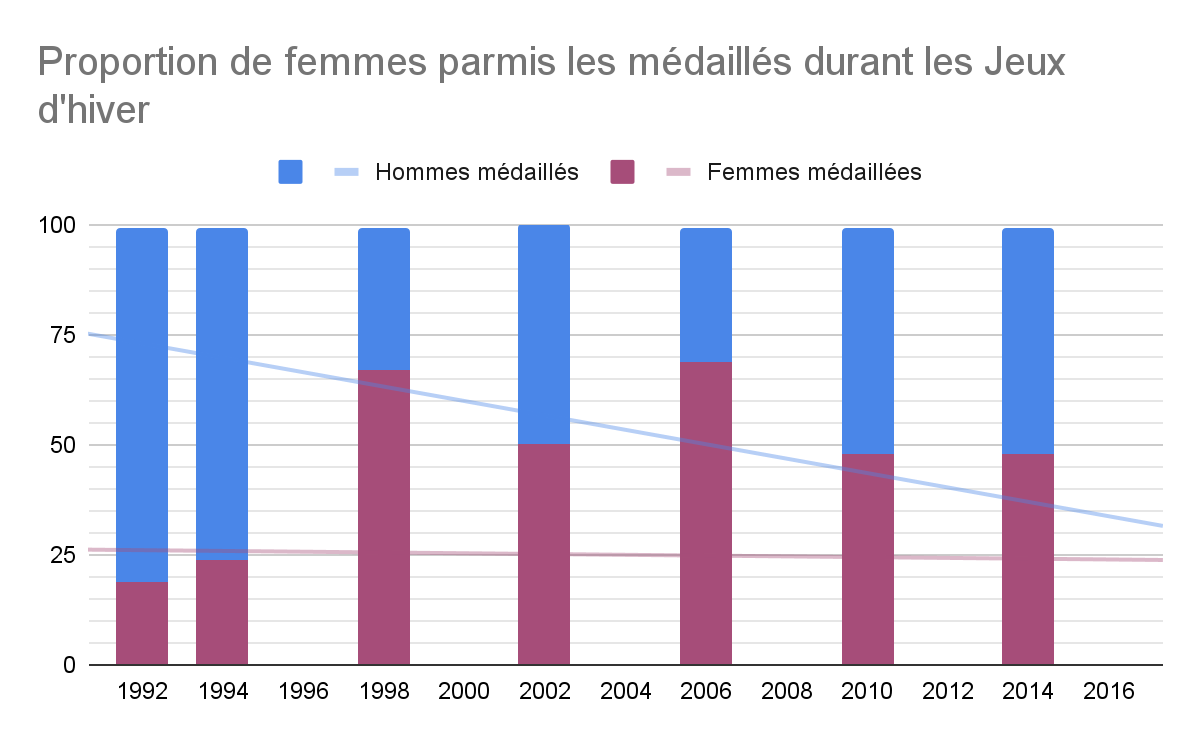 Proportion de femmes parmis les médaillés durant les Jeux
d'hiver
Hommes médaillés Femmes médaillées
100
75
50
25
0
1992 1994 1996 1998 2000 2002 2004 2006 2008 2010 2012 2014 2016